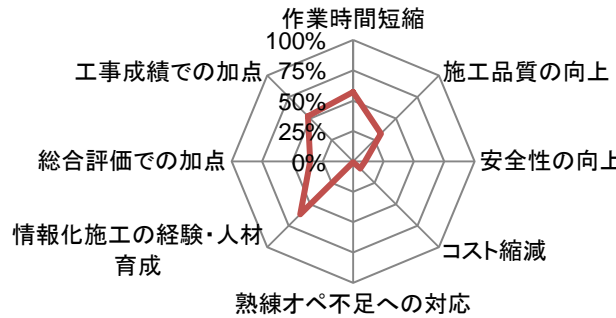 作業時間短縮
100%
75%
50%
25%
0%
施工品質の向上
安全性の向上
コスト縮減
熟練オペ不足への対応
情報化施工の経験・人材
育成
総合評価での加点
工事成績での加点